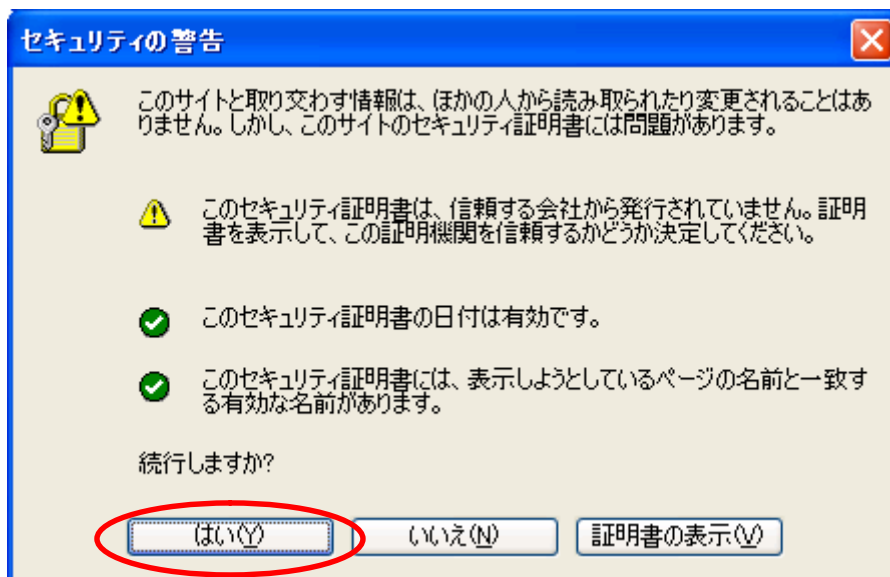 セキュリティの警告
このサイトと取り交わす情報は、ほかの人から読み取られたり変更されることはあ
りません。しかし、このサイトのセキュリティ証明書には問題があります。
このセキュリティ証明書は、信頼する会社から発行されていません。証明
書を表示して、この証明機関を信頼するかどうか決定してください。
このセキュリティ証明書の日付は有効です。
このセキュリティ証明書には、表示しようとしているページの名前と一致す
る有効な名前があります。
続行しますか?
はい(Y) いいえ(N) 証明書の表示(V)